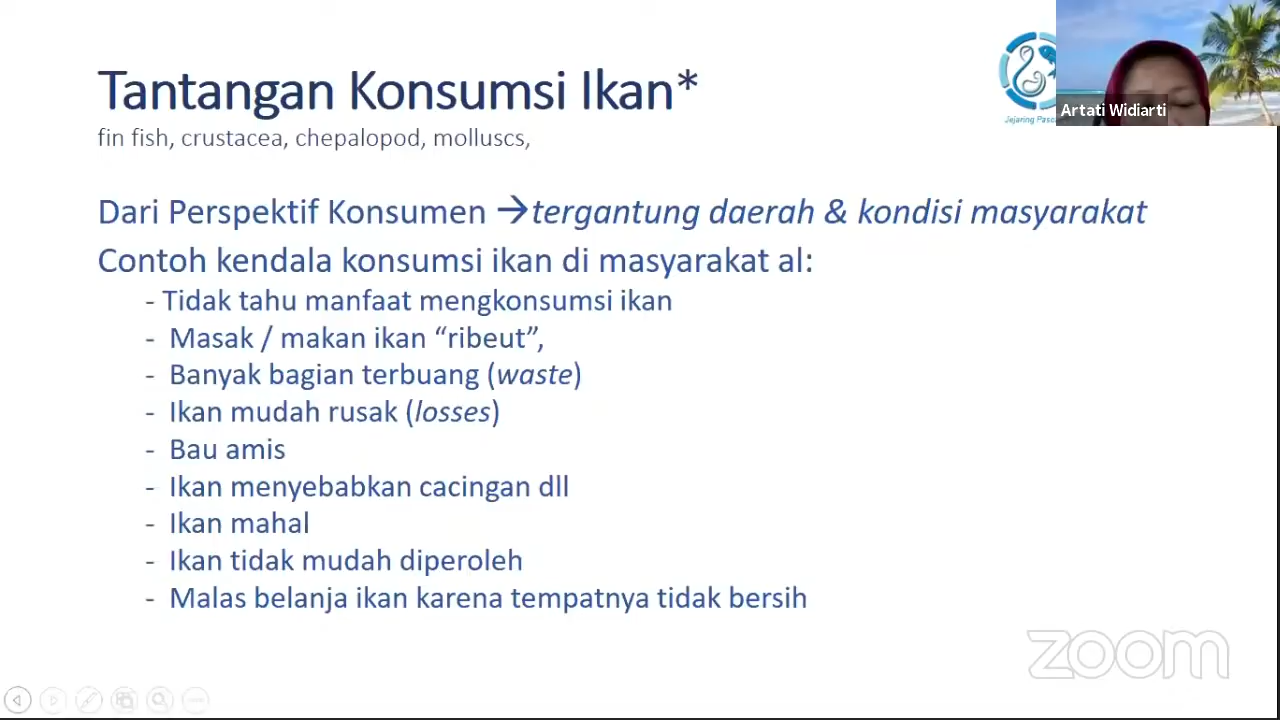 Tantangan Konsumsi Ikan*
fin fish, crustacea, chepalopod, molluscs,
Jejaring
Artati Widiarti
Dari Perspektif Konsumen →tergantung daerah & kondisi masyarakat
Contoh kendala konsumsi ikan di masyarakat al:
- Tidak tahu manfaat mengkonsumsi ikan
- Masak / makan ikan “ribeut”,
- Banyak bagian terbuang (waste)
- Ikan mudah rusak (losses)
- Bau amis
- Ikan menyebabkan cacingan dll
- Ikan mahal
- Ikan tidak mudah diperoleh
- Malas belanja ikan karena tempatnya tidak bersih
zoom